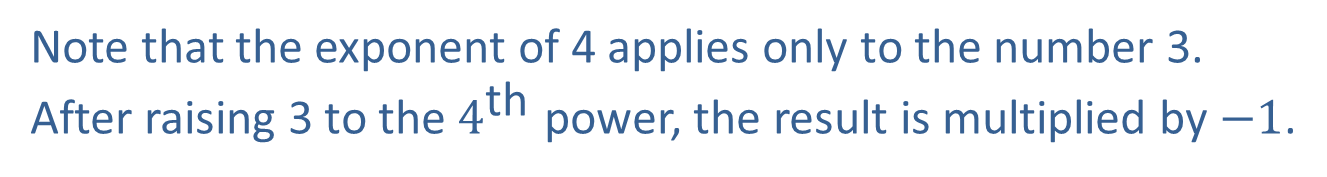 Note that the exponent of 4 applies only to the number 3.
After raising 3 to the 4th power, the result is multiplied by −1.